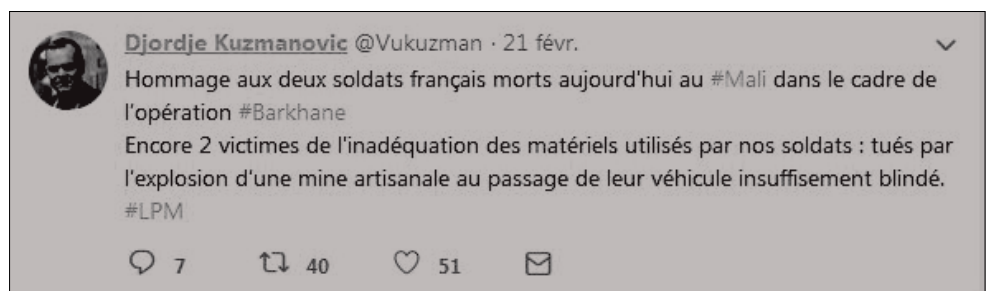 Djordje Kuzmanovic @Vukuzman · 21 févr.
Hommage aux deux soldats français morts aujourd'hui au #Mali dans le cadre de
l'opération #Barkhane
Encore 2 victimes de l'inadéquation des matériels utilisés par nos soldats : tués par
l'explosion d'une mine artisanale au passage de leur véhicule insuffisement blindé.
#LPM
7 40 51